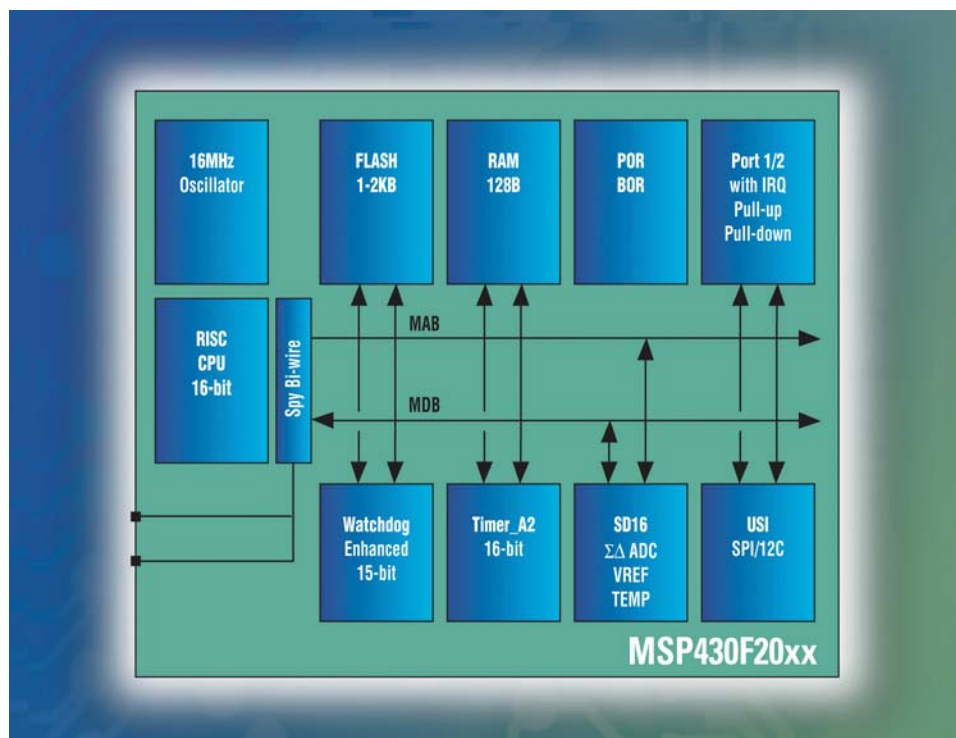 16MHz
Oscillator
FLASH
1-2KB
RAM
128B
POR
BOR
Port 1/2
with IRQ
Pull-up
Pull-down
RISC
CPU
16-bit
Spy Bi-wire
MAB
MDB
Watchdog
Enhanced
15-bit
Timer_A2
16-bit
SD16
ΣΔ ADC
VREF
TEMP
USI
SPI/12C
MSP430F20xx